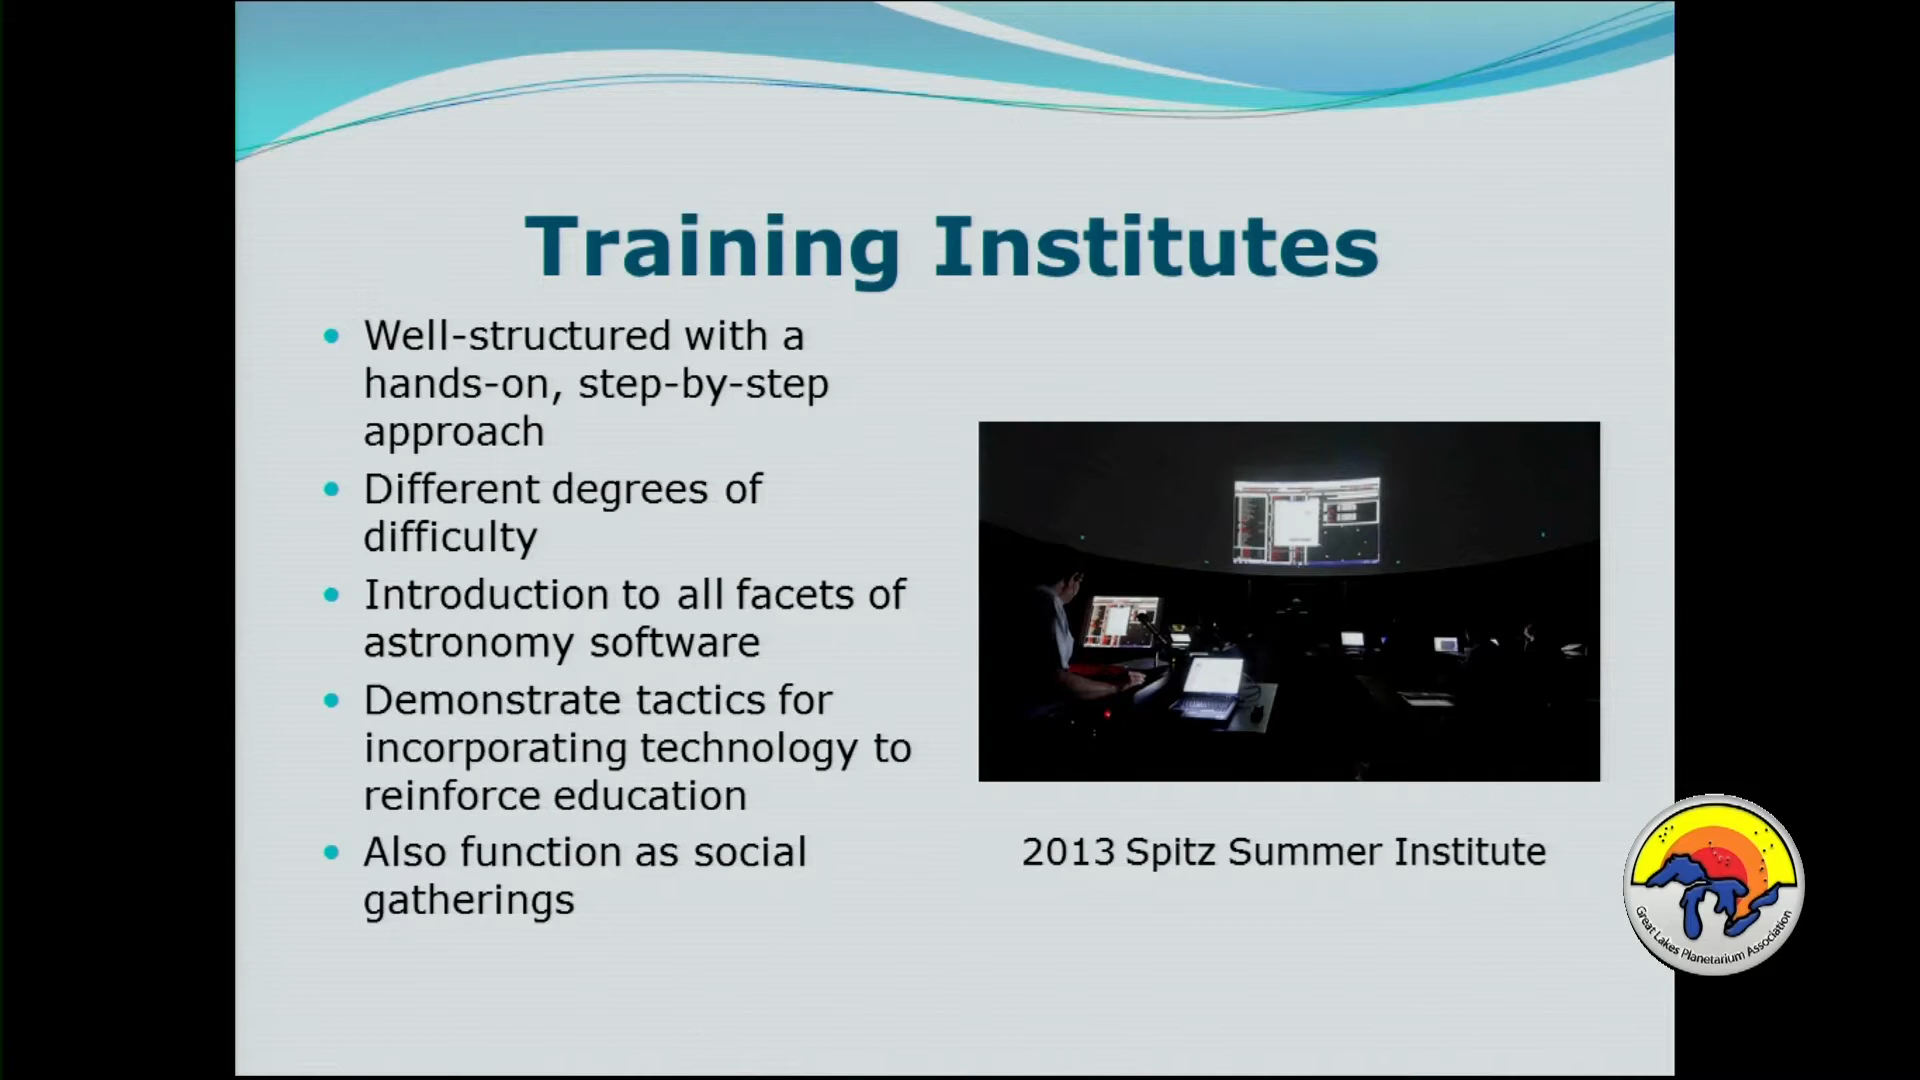 Training Institutes
Well-structured with a
hands-on, step-by-step
approach
Different degrees of
difficulty
Introduction to all facets of
astronomy software
Demonstrate tactics for
incorporating technology to
reinforce education
Also function as social
gatherings
2013 Spitz Summer Institute
Great Lakes Planetarium Association